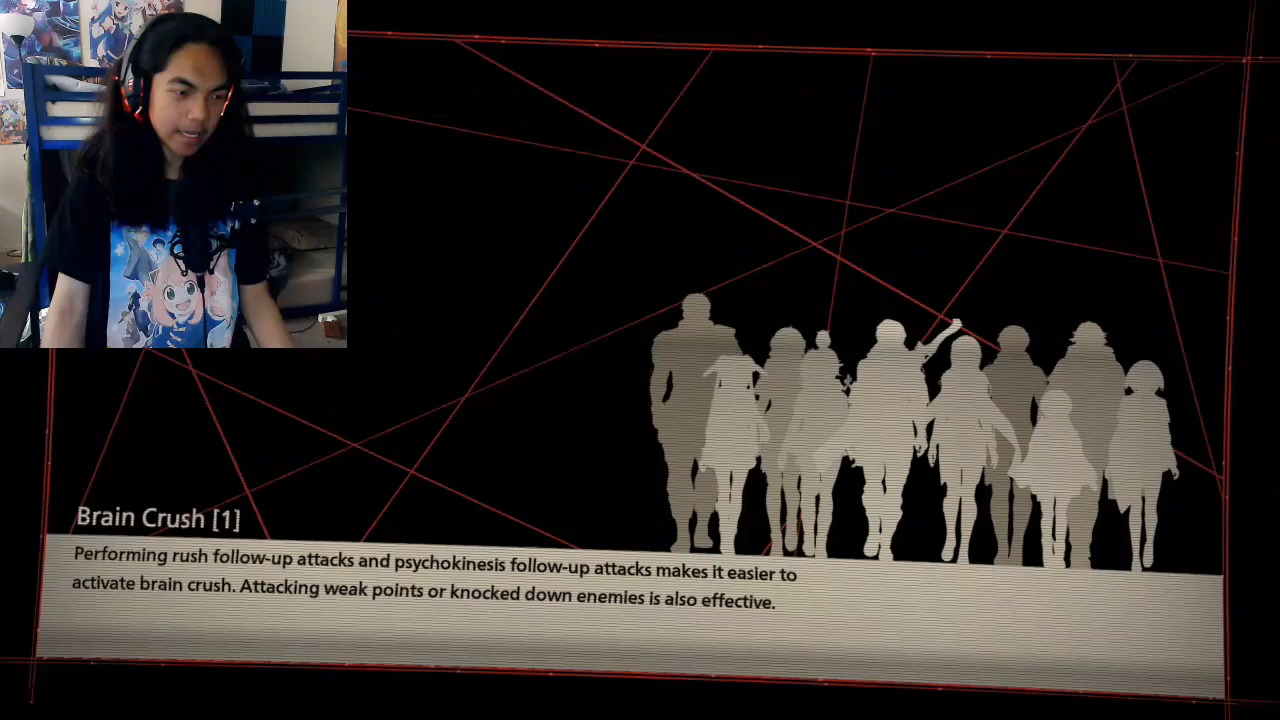 Brain Crush [1]
Performing rush follow-up attacks and psychokinesis follow-up attacks makes it easier to
activate brain crush. Attacking weak points or knocked down enemies is also effective.